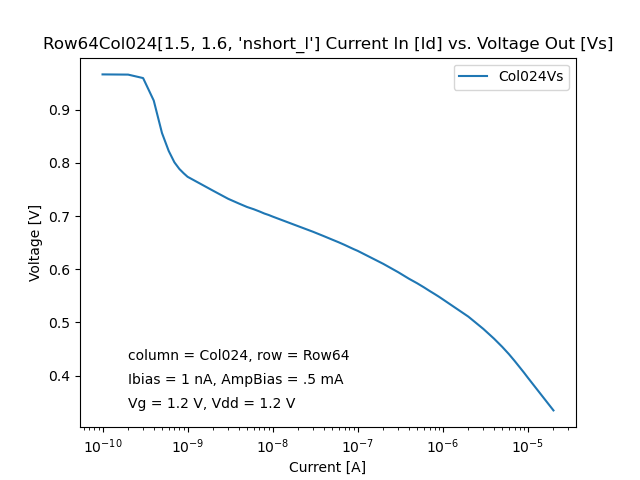 Row64Col024[1.5, 1.6, 'nshort_l'] Current In [Id] vs. Voltage Out [Vs]
Col024Vs
0.9
0.8
0.7
0.6
0.5
0.4
Voltage [V]
column = Col024, row = Row64
Ibias = 1 nA, AmpBias = .5 mA
Vg = 1.2 V, Vdd = 1.2 V
10⁻¹⁰ 10⁻⁹ 10⁻⁸ 10⁻⁷ 10⁻⁶ 10⁻⁵
Current [A]